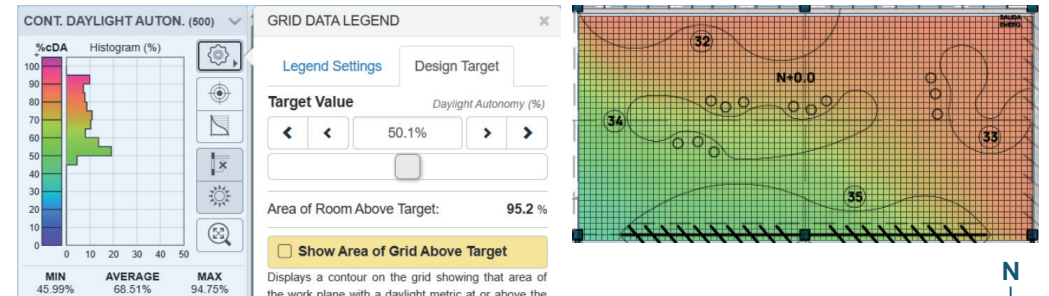 CONT. DAYLIGHT AUTON. (500)
%cDA Histogram (%)
+
100
90
80
70
60
50
40
30
20
10
0
0 10 20 30 40 50
MIN AVERAGE MAX
45.99% 68.51% 94.75%
GRID DATA LEGEND ×
Legend Settings Design Target
Target Value Daylight Autonomy (%)
50.1%
Area of Room Above Target: 95.2 %
Show Area of Grid Above Target
Displays a contour on the grid showing that area of
the work plane with a daylight metric at or above the
SALIDA
EMERG.
32
N+0.0
34
33
35
N